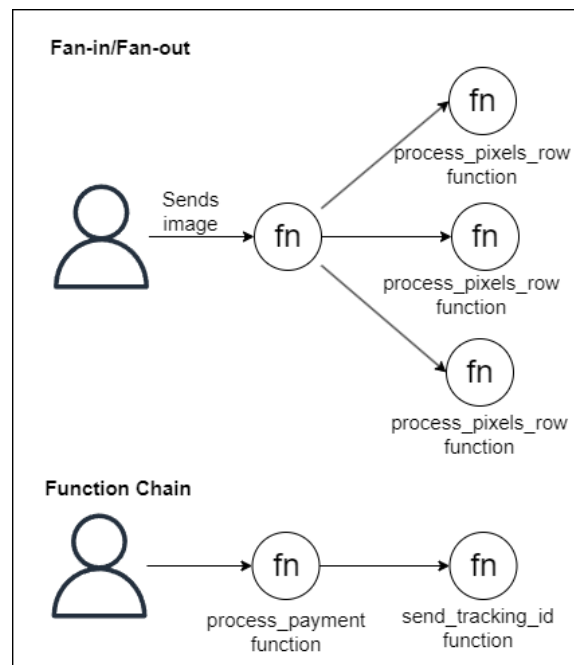 Fan-in/Fan-out
fn
process_pixels_row
function
Sends
image
fn
fn
process_pixels_row
function
fn
process_pixels_row
function
Function Chain
fn
fn
process_payment
function
send_tracking_id
function